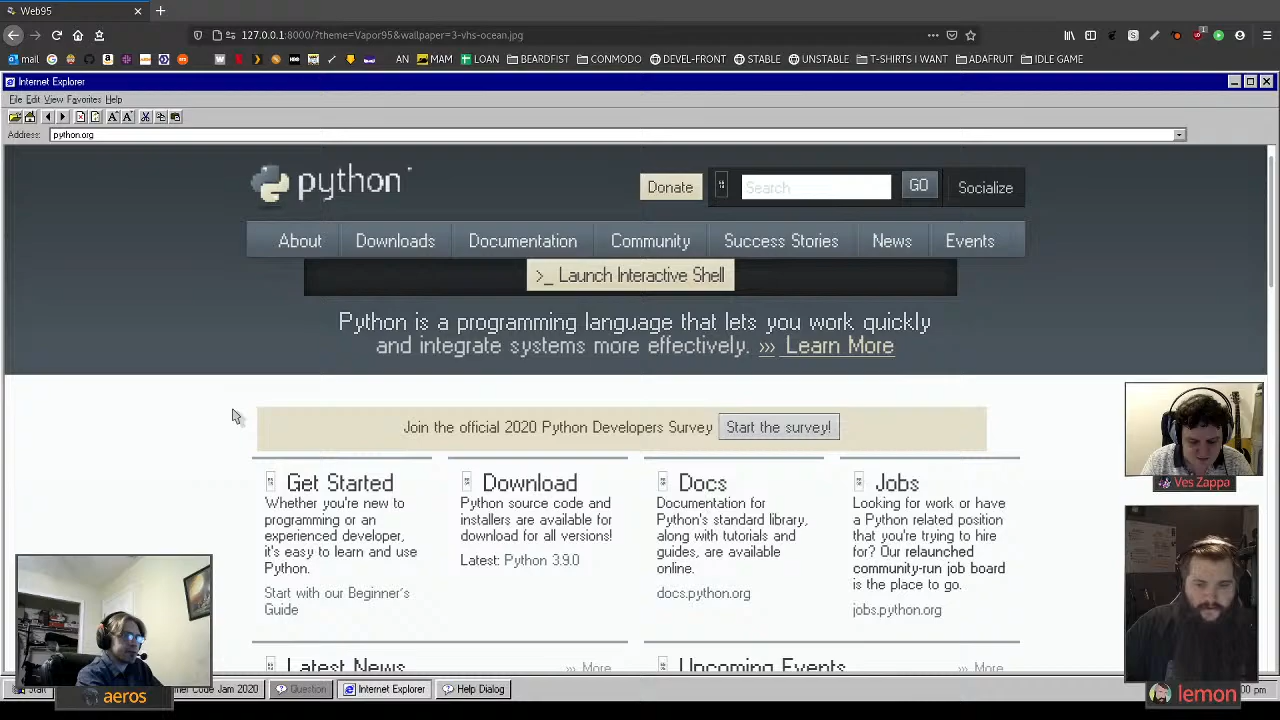 Web95
127.0.0.1:8000/?theme=Vapor95&wallpaper=3-vhs-ocean.jpg
mail
AN
MAM
LOAN
BEARDFIST
CONMODO
DEVEL-FRONT
STABLE
UNSTABLE
T-SHIRTS I WANT
ADAFRUIT
IDLE GAME
Internet Explorer
File Edit View Favorites Help
Address: python.org
python
Donate
Search
GO
Socialize
About
Downloads
Documentation
Community
Success Stories
News
Events
>_ Launch Interactive Shell
Python is a programming language that lets you work quickly
and integrate systems more effectively. >>> Learn More
Join the official 2020 Python Developers Survey
Start the survey!
Get Started
Whether you're new to
programming or an
experienced developer,
it's easy to learn and use
Python.
Start with our Beginner's
Guide
Download
Python source code and
installers are available for
download for all versions!
Latest: Python 3.9.0
Docs
Documentation for
Python's standard library,
along with tutorials and
guides, are available
online.
docs.python.org
Jobs
Looking for work or have
a Python related position
that you're trying to hire
for? Our relaunched
community-run job board
is the place to go.
jobs.python.org
Latest News
>>> More
Upcoming Events
>>> More
Ves Zappa
aeros
lemon
Code Jam 2020
Question
Internet Explorer
Help Dialog
pm